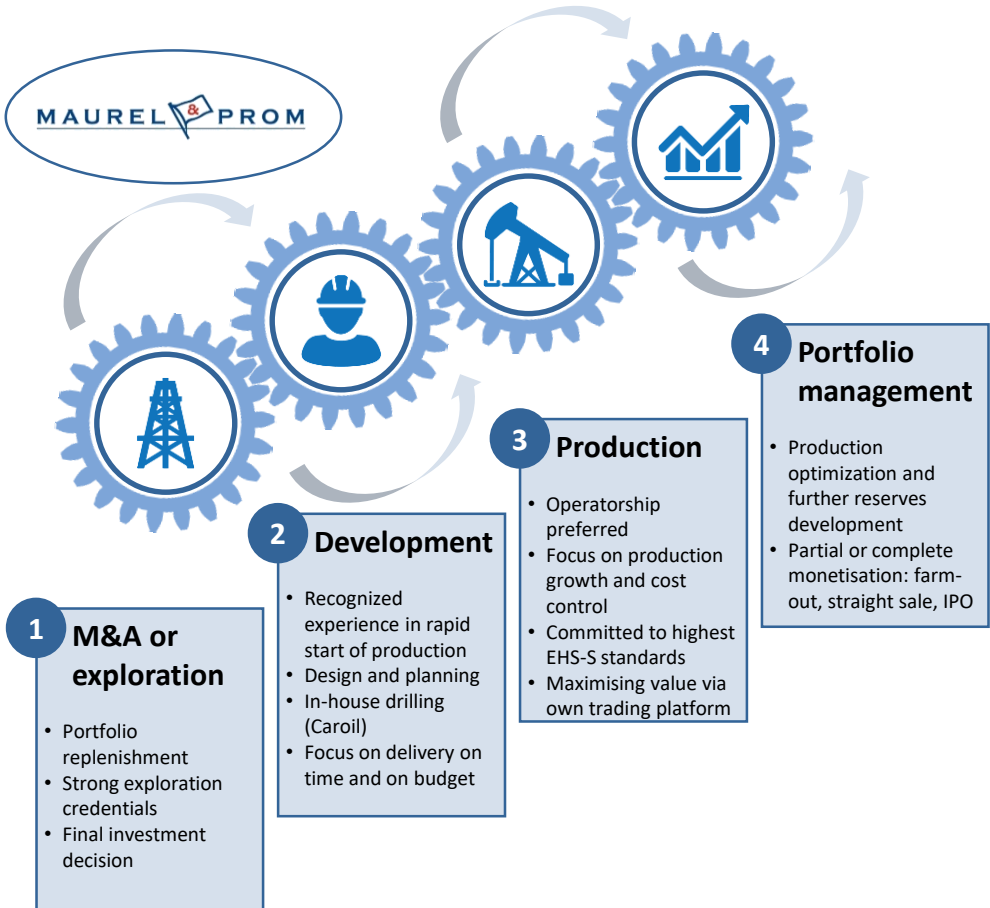 MAUREL & PROM
1
M&A or
exploration
• Portfolio
replenishment
• Strong exploration
credentials
• Final investment
decision
2
Development
• Recognized
experience in rapid
start of production
• Design and planning
• In-house drilling
(Caroil)
• Focus on delivery on
time and on budget
3
Production
• Operatorship
preferred
• Focus on production
growth and cost
control
• Committed to highest
EHS-S standards
• Maximising value via
own trading platform
4
Portfolio
management
• Production
optimization and
further reserves
development
• Partial or complete
monetisation: farm-
out, straight sale, IPO